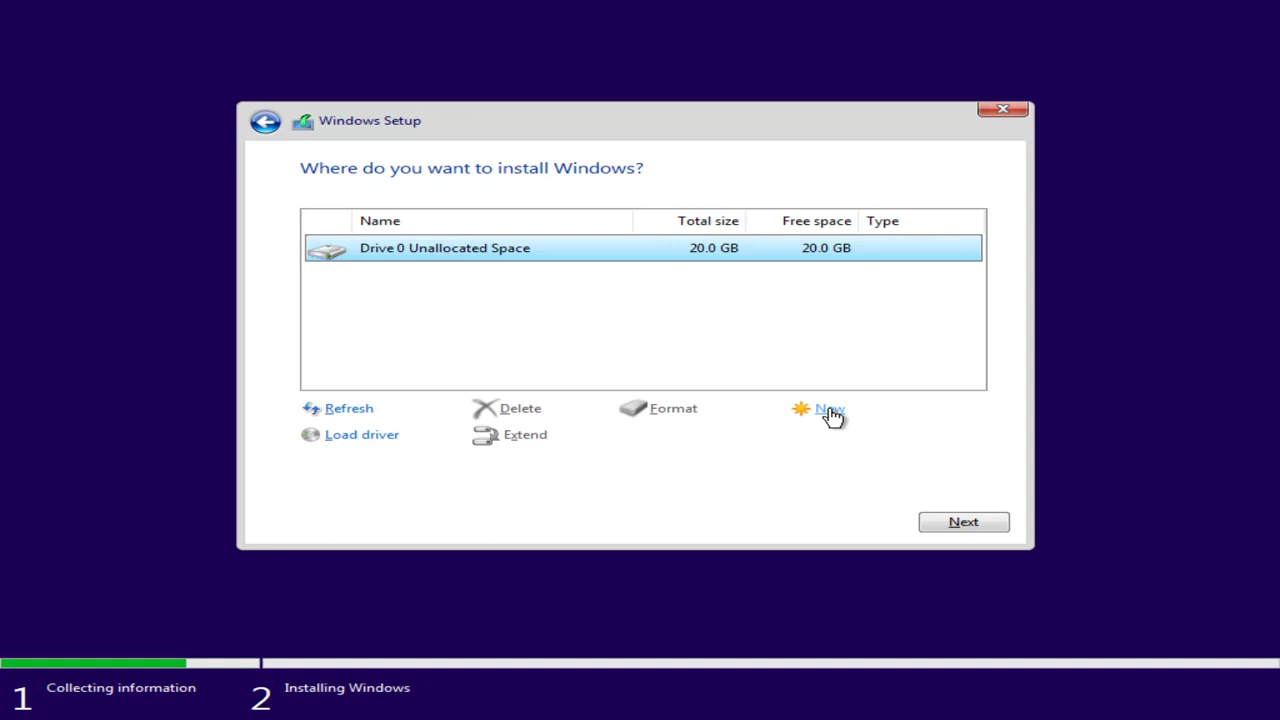 Windows Setup
Where do you want to install Windows?
Name Total size Free space Type
Drive 0 Unallocated Space 20.0 GB 20.0 GB
Refresh Delete Format New
Load driver Extend
Next
1 Collecting information 2 Installing Windows